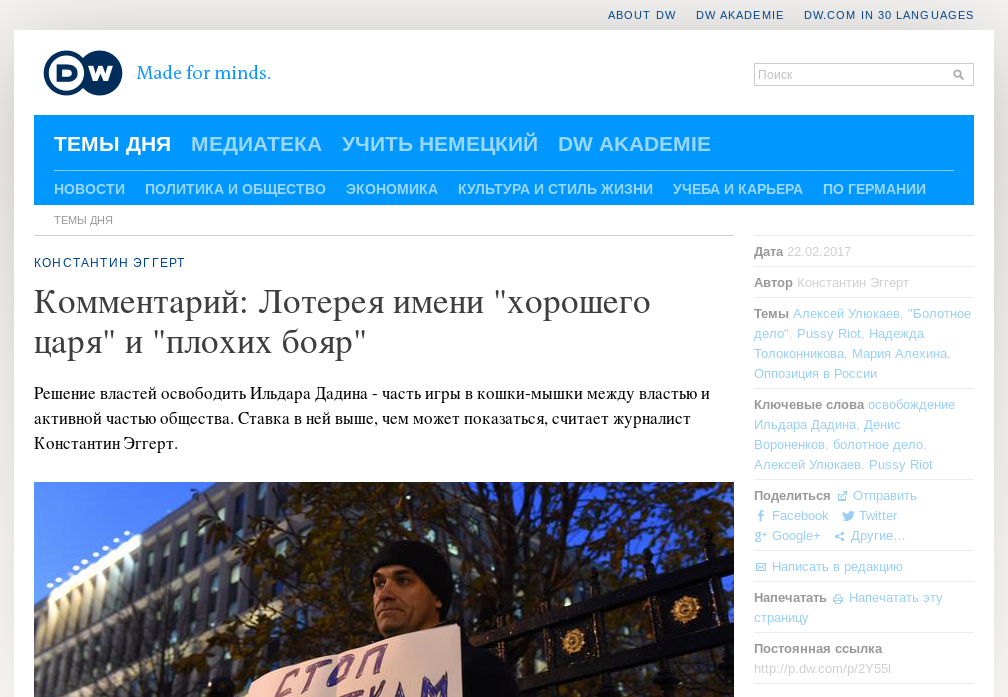 ABOUT DW DW AKADEMIE DW.COM IN 30 LANGUAGES
DW Made for minds.
Поиск
ТЕМЫ ДНЯ МЕДИАТЕКА УЧИТЬ НЕМЕЦКИЙ DW AKADEMIE
НОВОСТИ ПОЛИТИКА И ОБЩЕСТВО ЭКОНОМИКА КУЛЬТУРА И СТИЛЬ ЖИЗНИ УЧЕБА И КАРЬЕРА ПО ГЕРМАНИИ
ТЕМЫ ДНЯ
КОНСТАНТИН ЭГГЕРТ
Комментарий: Лотерея имени "хорошего
царя" и "плохих бояр"
Решение властей освободить Ильдара Дадина - часть игры в кошки-мышки между властью и
активной частью общества. Ставка в ней выше, чем может показаться, считает журналист
Константин Эггерт.
СТОП
Дата 22.02.2017
Автор Константин Эггерт
Темы Алексей Улюкаев, "Болотное
дело", Pussy Riot, Надежда
Толоконникова, Мария Алехина,
Оппозиция в России
Ключевые слова освобождение
Ильдара Дадина, Денис
Вороненков, болотное дело,
Алексей Улюкаев, Pussy Riot
Поделиться Отправить
Facebook Twitter
Google+ Другие...
Написать в редакцию
Напечатать Напечатать эту
страницу
Постоянная ссылка
http://p.dw.com/p/2Y55l